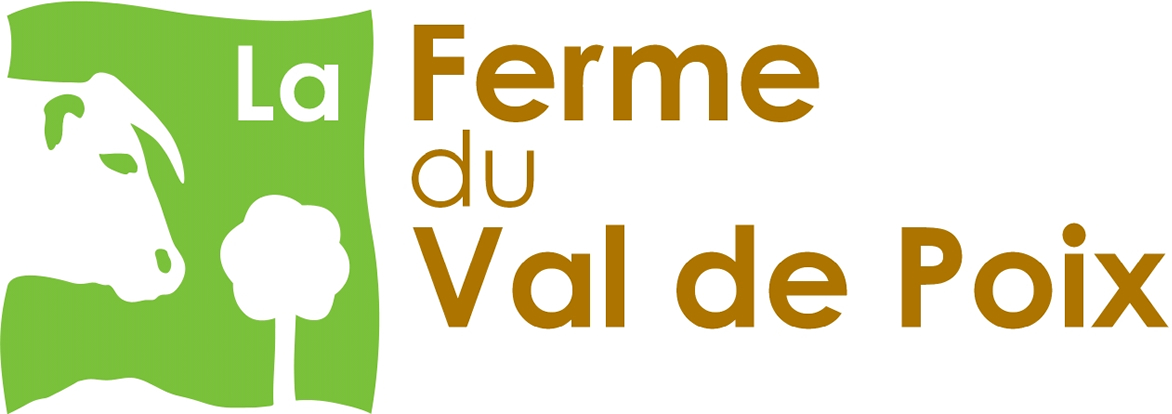 La Ferme
du
Val de Poix